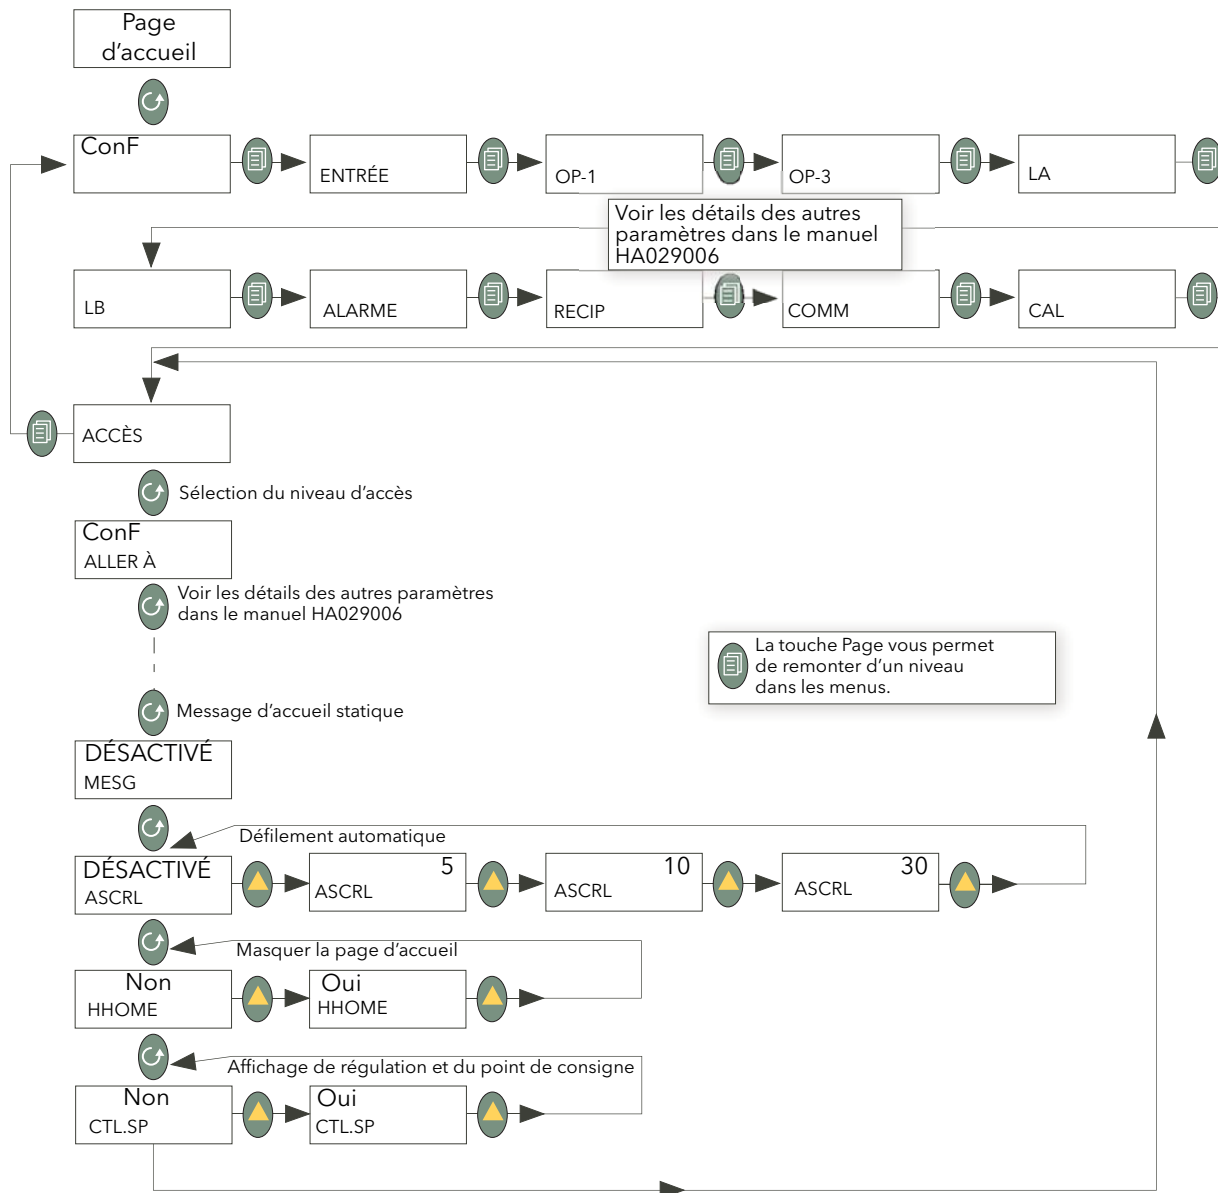 Page
d'accueil
ConF
ENTRÉE
OP-1
OP-3
LA
Voir les détails des autres
paramètres dans le manuel
HA029006
LB
ALARME
RECIP
COMM
CAL
ACCÈS
Sélection du niveau d'accès
ConF
ALLER À
Voir les détails des autres paramètres
dans le manuel HA029006
La touche Page vous permet
de remonter d'un niveau
dans les menus.
Message d'accueil statique
DÉSACTIVÉ
MESG
Défilement automatique
DÉSACTIVÉ
ASCRL
5
ASCRL
10
ASCRL
30
ASCRL
Masquer la page d'accueil
Non
HHOME
Oui
HHOME
Affichage de régulation et du point de consigne
Non
CTL.SP
Oui
CTL.SP